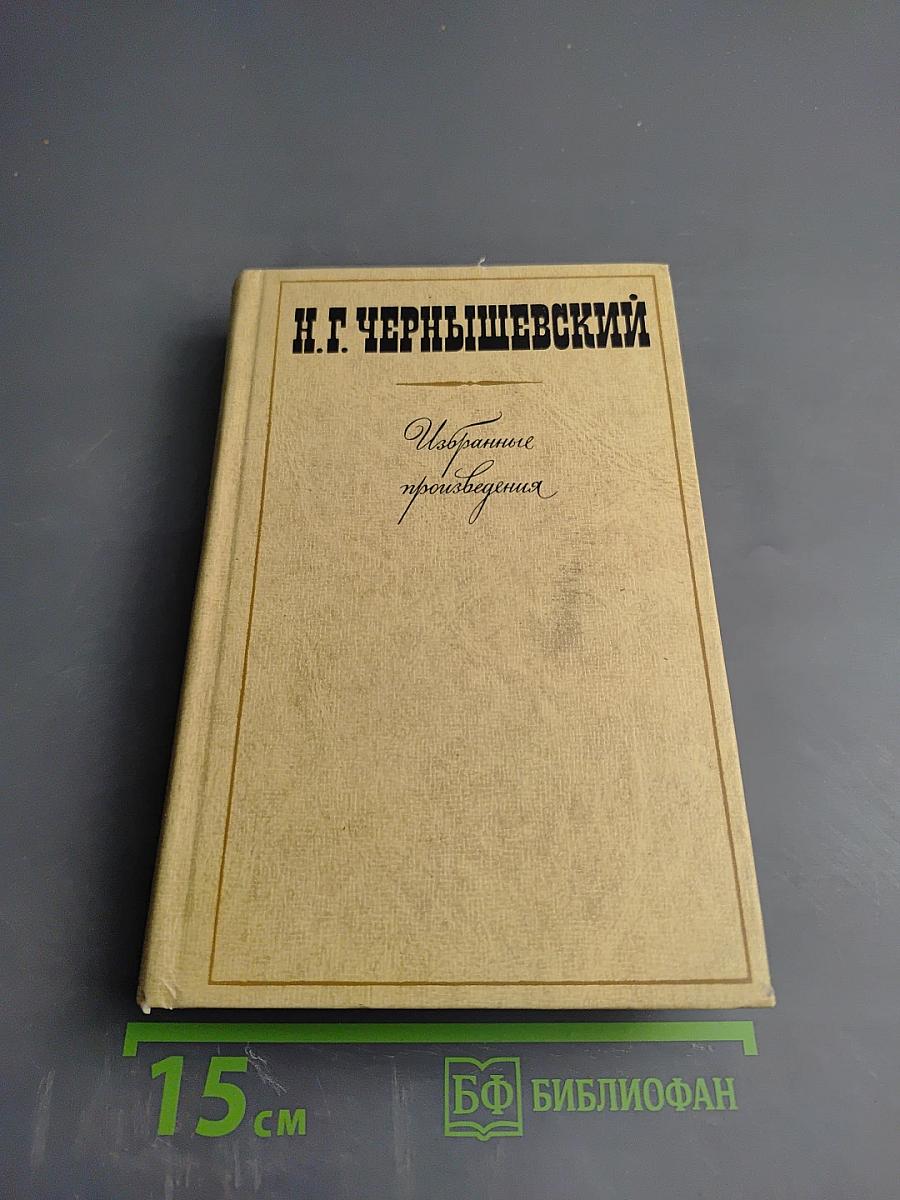 Н. Г. ЧЕРНЫШЕВСКИЙ
Избранные
произведения
15 см
БФ БИБЛИОФАН